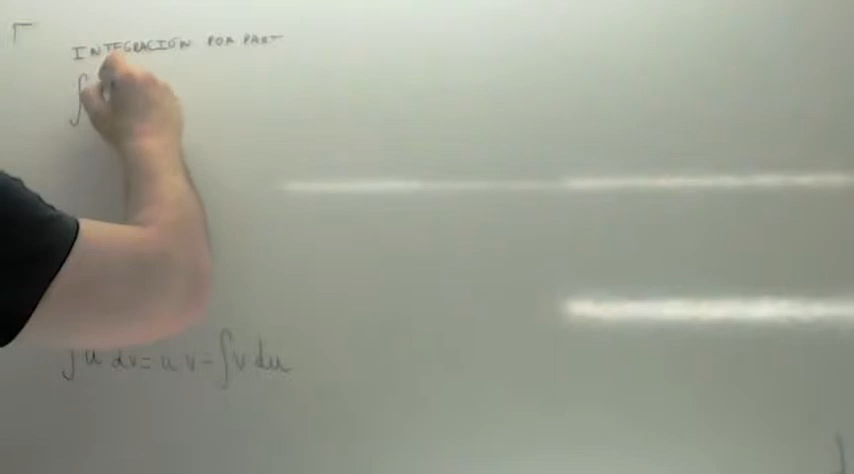 INTEGRACIÓN POR PART
∫
∫ u dv = u v - ∫ v du